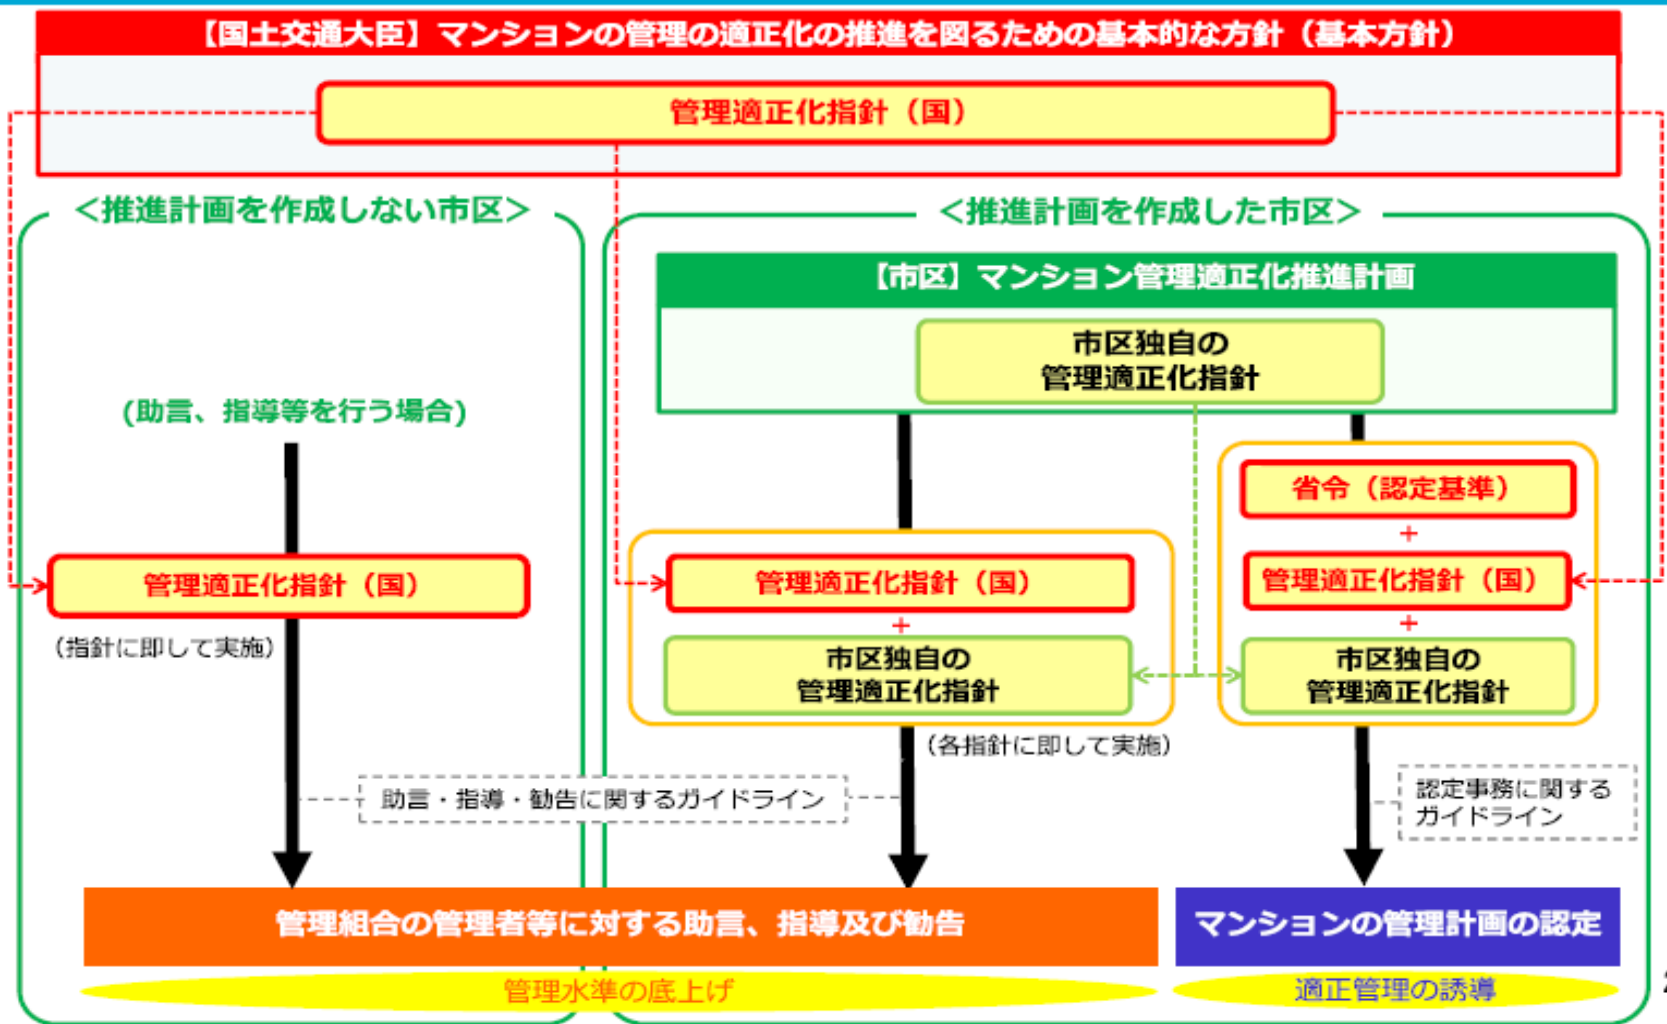 【国土交通大臣】マンションの管理の適正化の推進を図るための基本的な方針（基本方針）
管理適正化指針（国）
＜推進計画を作成しない市区＞
(助言、指導等を行う場合)
管理適正化指針（国）
（指針に即して実施）
＜推進計画を作成した市区＞
【市区】マンション管理適正化推進計画
市区独自の
管理適正化指針
管理適正化指針（国）
+
市区独自の
管理適正化指針
（各指針に即して実施）
省令（認定基準）
+
管理適正化指針（国）
+
市区独自の
管理適正化指針
助言・指導・勧告に関するガイドライン
認定事務に関する
ガイドライン
管理組合の管理者等に対する助言、指導及び勧告
マンションの管理計画の認定
管理水準の底上げ
適正管理の誘導